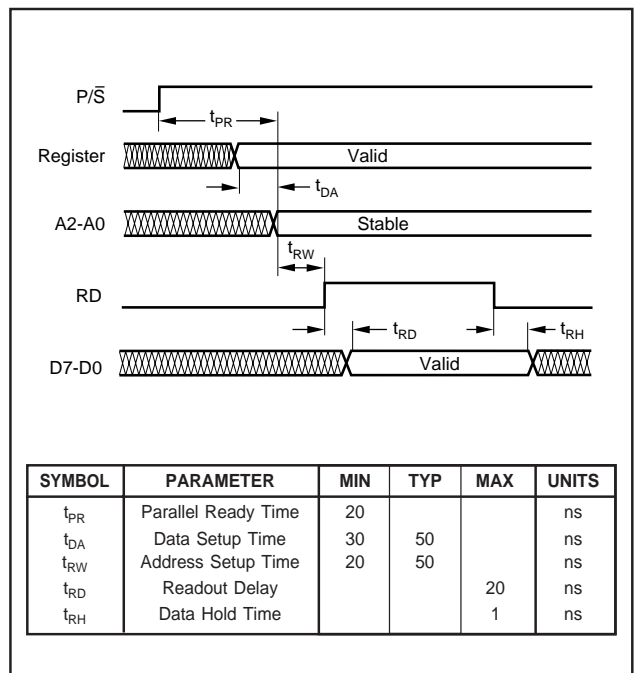 P/S̅
t_PR
Register Valid
t_DA
A2-A0 Stable
t_RW
RD
t_RD t_RH
D7-D0 Valid
SYMBOL PARAMETER MIN TYP MAX UNITS
t_PR Parallel Ready Time 20 ns
t_DA Data Setup Time 30 50 ns
t_RW Address Setup Time 20 50 ns
t_RD Readout Delay 20 ns
t_RH Data Hold Time 1 ns